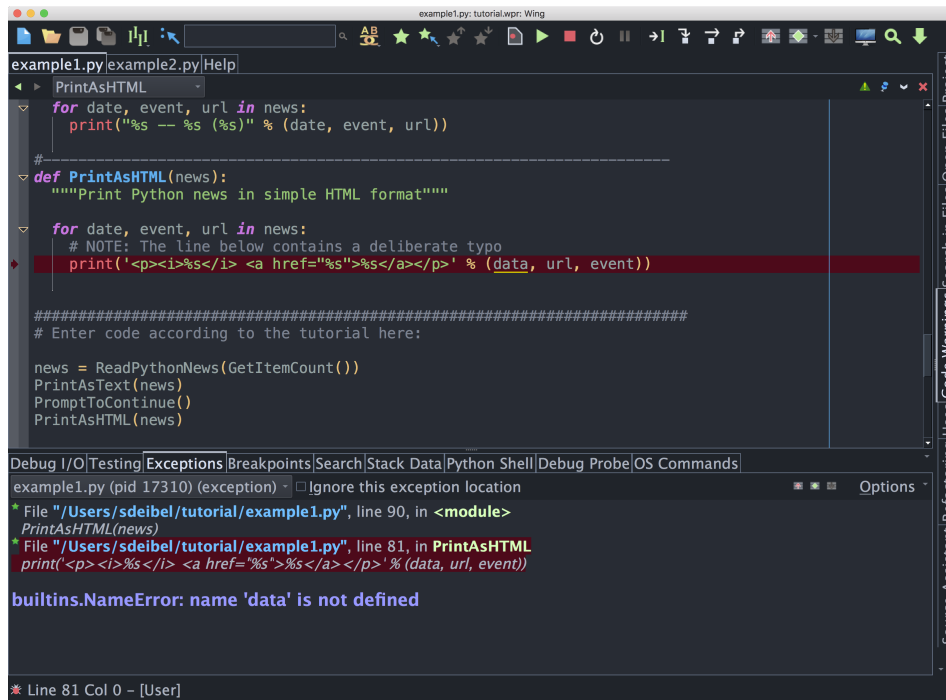 example1.py: tutorial.wpr: Wing
example1.py example2.py Help
PrintAsHTML
for date, event, url in news:
print("%s -- %s (%s)" % (date, event, url))
#------------------------------------------------------------------------
def PrintAsHTML(news):
"""Print Python news in simple HTML format"""
for date, event, url in news:
# NOTE: The line below contains a deliberate typo
print('<p><i>%s</i> <a href="%s">%s</a></p>' % (data, url, event))
########################################################################
# Enter code according to the tutorial here:
news = ReadPythonNews(GetItemCount())
PrintAsText(news)
PromptToContinue()
PrintAsHTML(news)
Debug I/O Testing Exceptions Breakpoints Search Stack Data Python Shell Debug Probe OS Commands
example1.py (pid 17310) (exception) Ignore this exception location Options
File "/Users/sdeibel/tutorial/example1.py", line 90, in <module>
PrintAsHTML(news)
File "/Users/sdeibel/tutorial/example1.py", line 81, in PrintAsHTML
print('<p><i>%s</i> <a href="%s">%s</a></p>' % (data, url, event))
builtins.NameError: name 'data' is not defined
Line 81 Col 0 – [User]